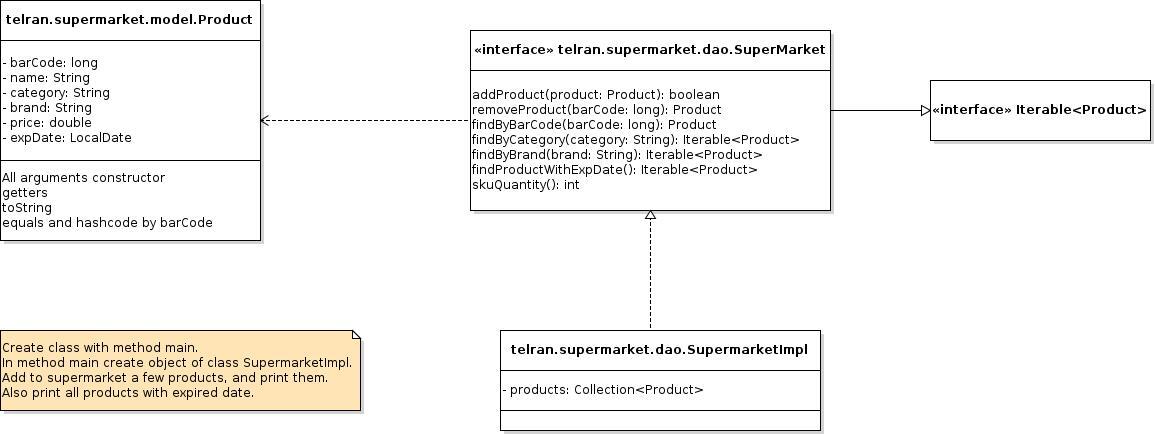 telran.supermarket.model.Product
- barCode: long
- name: String
- category: String
- brand: String
- price: double
- expDate: LocalDate
All arguments constructor
getters
toString
equals and hashcode by barCode
«interface» telran.supermarket.dao.SuperMarket
addProduct(product: Product): boolean
removeProduct(barCode: long): Product
findByBarCode(barCode: long): Product
findByCategory(category: String): Iterable<Product>
findByBrand(brand: String): Iterable<Product>
findProductWithExpDate(): Iterable<Product>
skuQuantity(): int
«interface» Iterable<Product>
Create class with method main.
In method main create object of class SupermarketImpl.
Add to supermarket a few products, and print them.
Also print all products with expired date.
telran.supermarket.dao.SupermarketImpl
- products: Collection<Product>